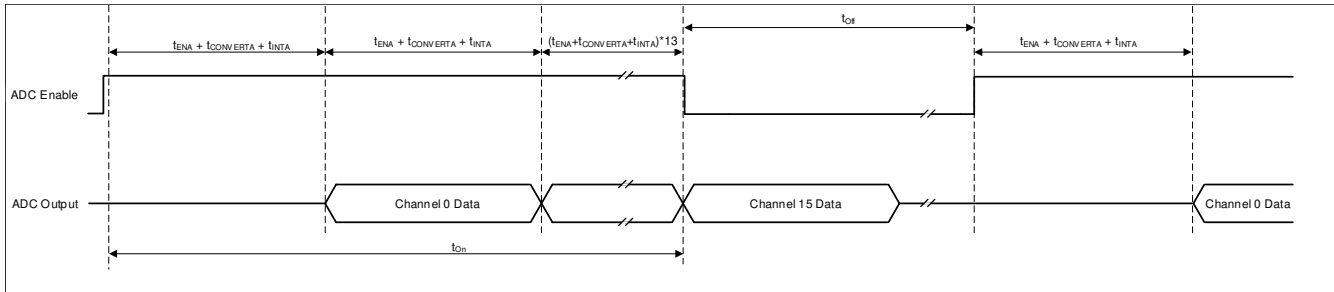 tOff
tENA + tCONVERTA + tINTA
tENA + tCONVERTA + tINTA
(tENA+tCONVERTA+tINTA)*13
tENA + tCONVERTA + tINTA
ADC Enable
ADC Output
Channel 0 Data
Channel 15 Data
Channel 0 Data
tOn